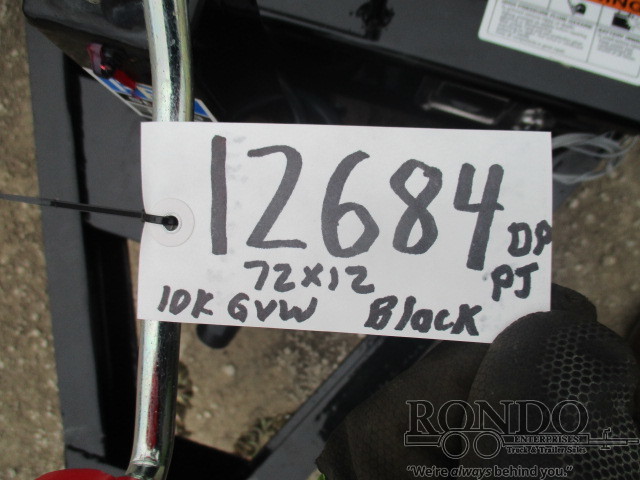 12684
DP
72x12
PJ
10K GVW Black
RONDO
ENTERPRISES
Truck & Trailer Sales
"We're always behind you."